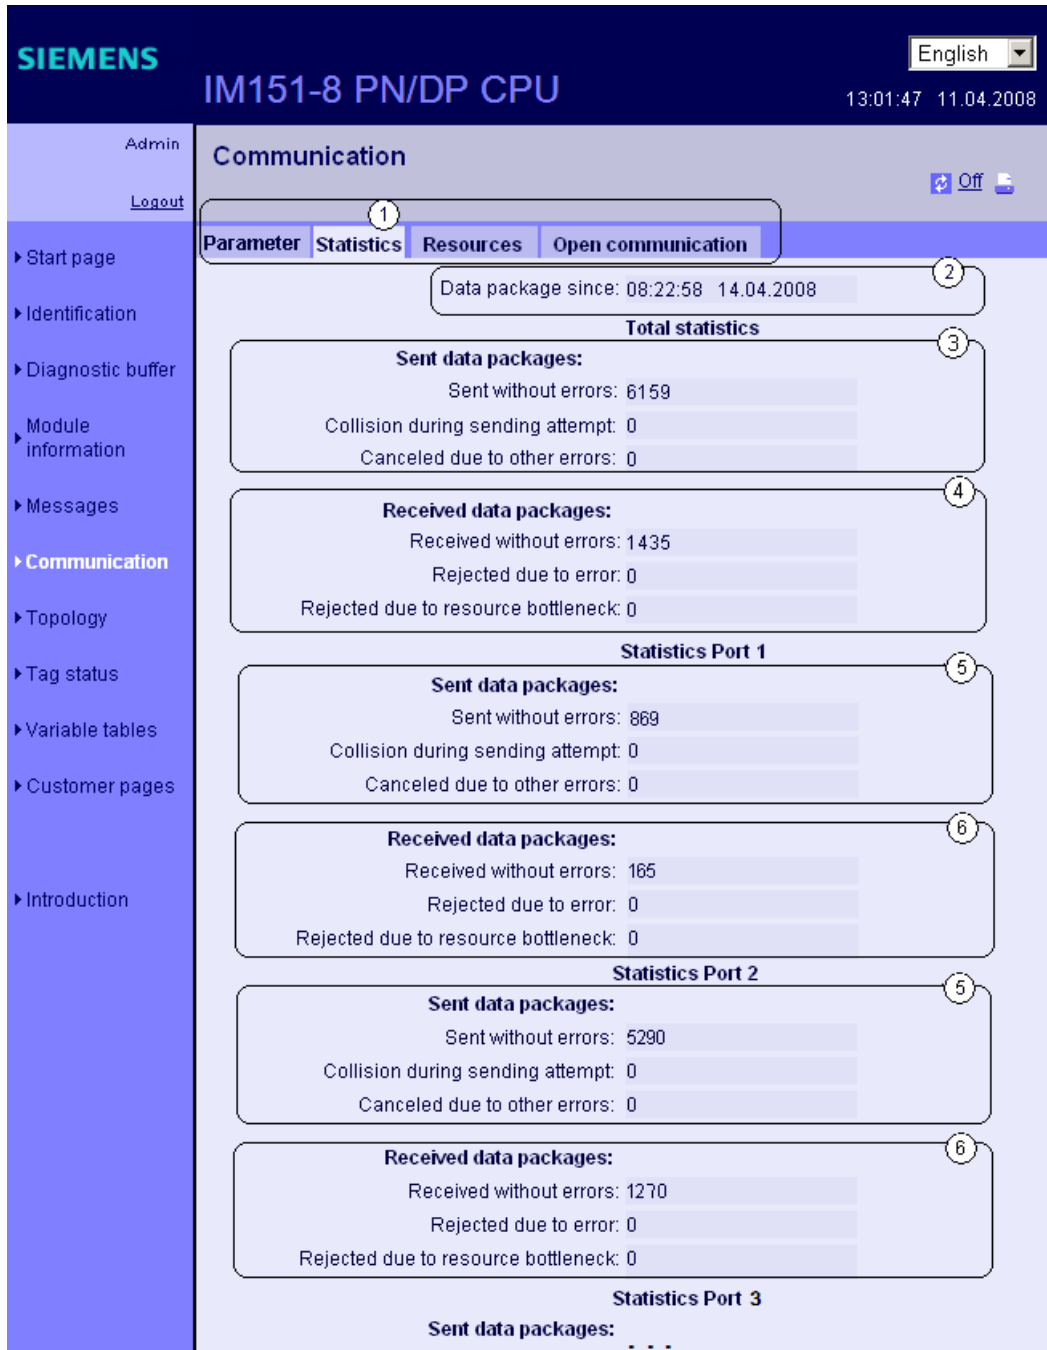 SIEMENS
English
IM151-8 PN/DP CPU
13:01:47 11.04.2008
Admin
Communication
Off
Logout
1
Parameter Statistics Resources Open communication
Start page
2
Data package since: 08:22:58 14.04.2008
Identification
Total statistics
3
Sent data packages:
Diagnostic buffer
Sent without errors: 6159
Module
information
Collision during sending attempt: 0
Canceled due to other errors: 0
4
Messages
Received data packages:
Received without errors: 1435
Communication
Rejected due to error: 0
Rejected due to resource bottleneck: 0
Topology
Statistics Port 1
5
Tag status
Sent data packages:
Sent without errors: 869
Variable tables
Collision during sending attempt: 0
Customer pages
Canceled due to other errors: 0
6
Received data packages:
Received without errors: 165
Introduction
Rejected due to error: 0
Rejected due to resource bottleneck: 0
Statistics Port 2
5
Sent data packages:
Sent without errors: 5290
Collision during sending attempt: 0
Canceled due to other errors: 0
6
Received data packages:
Received without errors: 1270
Rejected due to error: 0
Rejected due to resource bottleneck: 0
Statistics Port 3
Sent data packages:
...